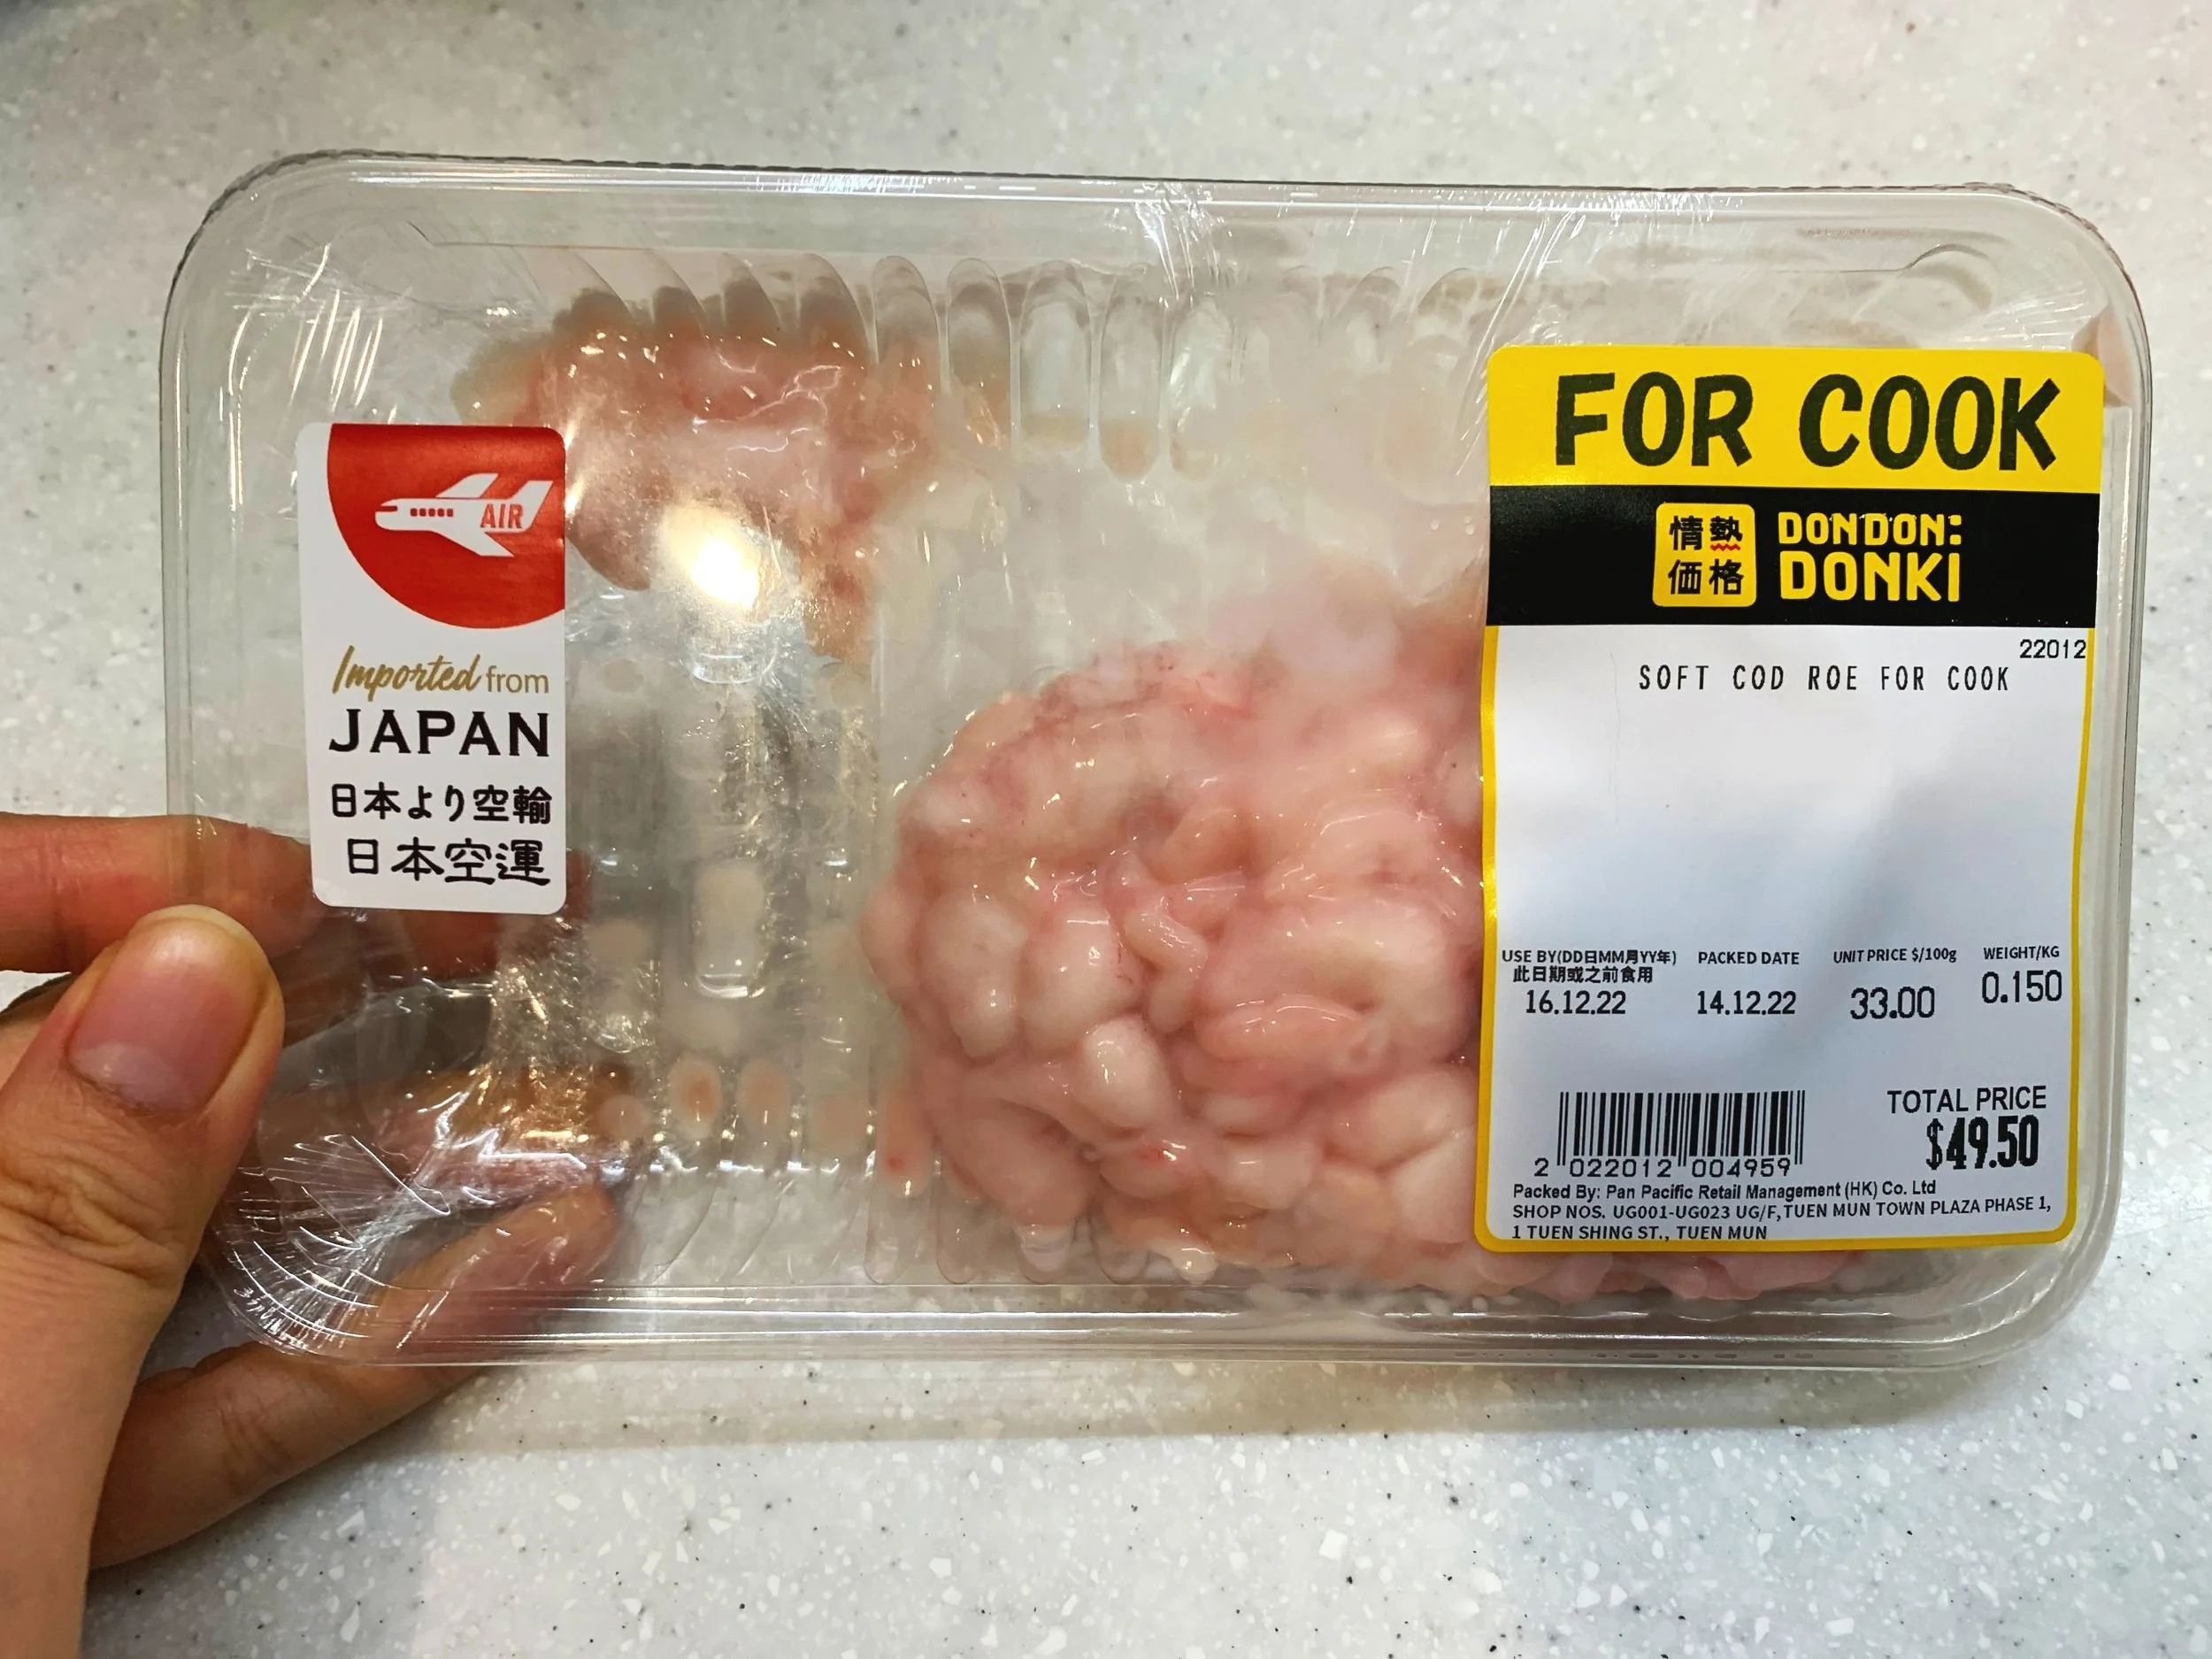 AIR
Imported from
JAPAN
日本より空輸
日本空運
FOR COOK
情熱
価格
DONDON:
DONKI
22012
SOFT COD ROE FOR COOK
USE BY(DD日MM月YY年) PACKED DATE UNIT PRICE $/100g WEIGHT/KG
此日期或之前食用
16.12.22 14.12.22 33.00 0.150
TOTAL PRICE
$49.50
2 022012 004959
Packed By: Pan Pacific Retail Management (HK) Co. Ltd
SHOP NOS. UG001-UG023 UG/F, TUEN MUN TOWN PLAZA PHASE 1,
1 TUEN SHING ST., TUEN MUN